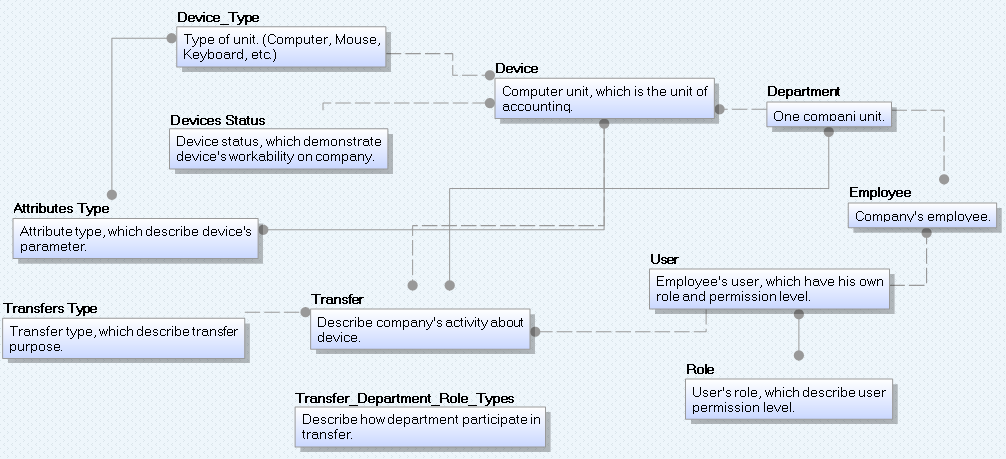 Device_Type
Type of unit. (Computer, Mouse,
Keyboard, etc.)
Device
Computer unit, which is the unit of
accounting.
Department
One compani unit.
Devices Status
Device status, which demonstrate
device's workability on company.
Employee
Company's employee.
Attributes Type
Attribute type, which describe device's
parameter.
User
Employee's user, which have his own
role and permission level.
Transfers Type
Transfer type, which describe transfer
purpose.
Transfer
Describe company's activity about
device.
Role
User's role, which describe user
permission level.
Transfer_Department_Role_Types
Describe how department participate in
transfer.